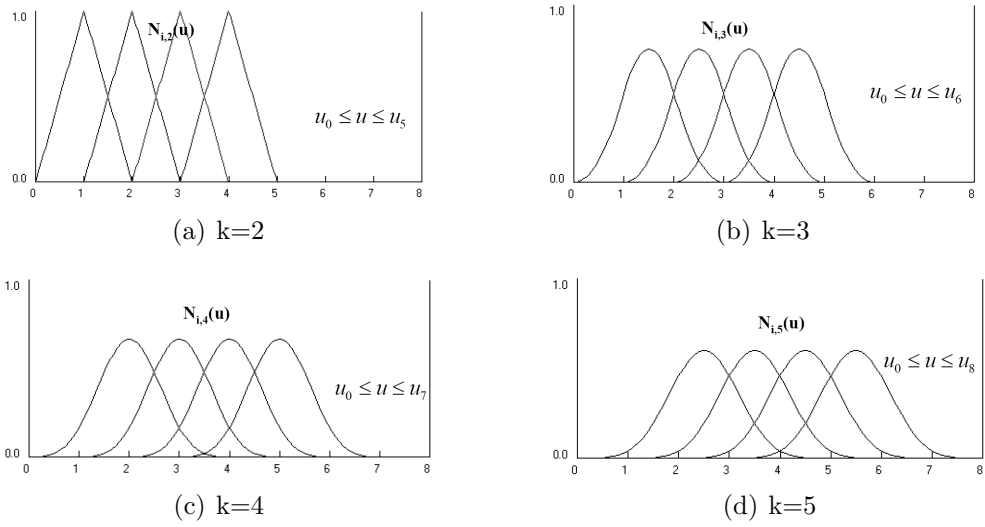 1.0
N_{i,2}(u)
u_0 ≤ u ≤ u_5
0.0
0 1 2 3 4 5 6 7 8
(a) k=2
1.0
N_{i,3}(u)
u_0 ≤ u ≤ u_6
0.0
0 1 2 3 4 5 6 7 8
(b) k=3
1.0
N_{i,4}(u)
u_0 ≤ u ≤ u_7
0.0
0 1 2 3 4 5 6 7 8
(c) k=4
1.0
N_{i,5}(u)
u_0 ≤ u ≤ u_8
0.0
0 1 2 3 4 5 6 7 8
(d) k=5